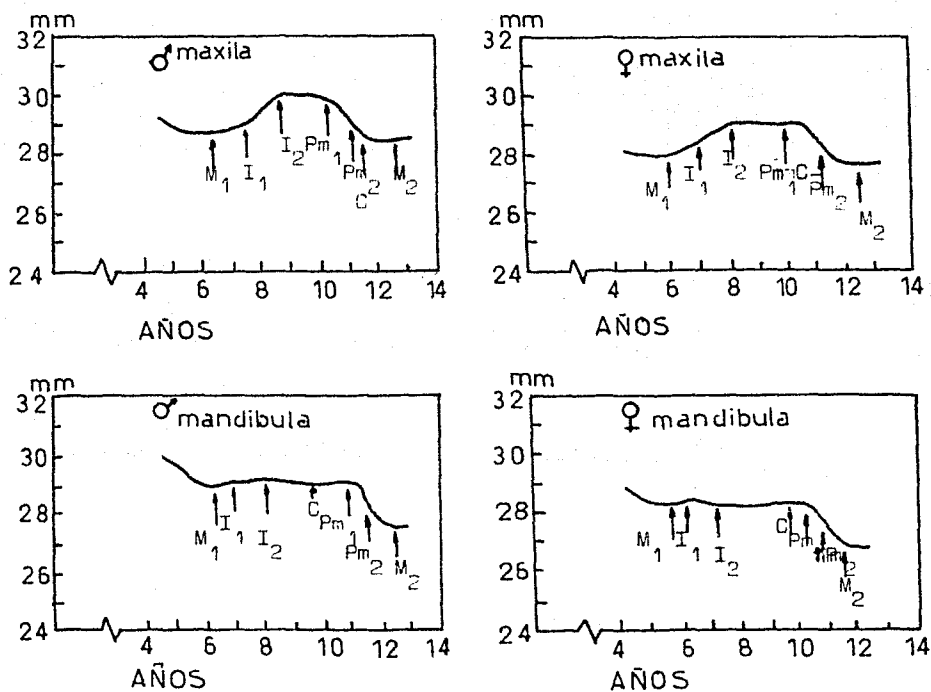 mm
32
♂ maxila
30
28
26
24
M1 I1 I2 Pm1 Pm2 C M2
4 6 8 10 12 14
AÑOS
mm
32
♀ maxila
30
28
26
24
M1 I1 I2 Pm1 C Pm2 M2
4 6 8 10 12 14
AÑOS
mm
32
♂ mandibula
30
28
26
24
M1 I1 I2 C Pm1 Pm2 M2
4 6 8 10 12 14
AÑOS
mm
32
♀ mandibula
30
28
26
24
M1 I1 I2 C Pm1 Pm2 M2
4 6 8 10 12 14
AÑOS